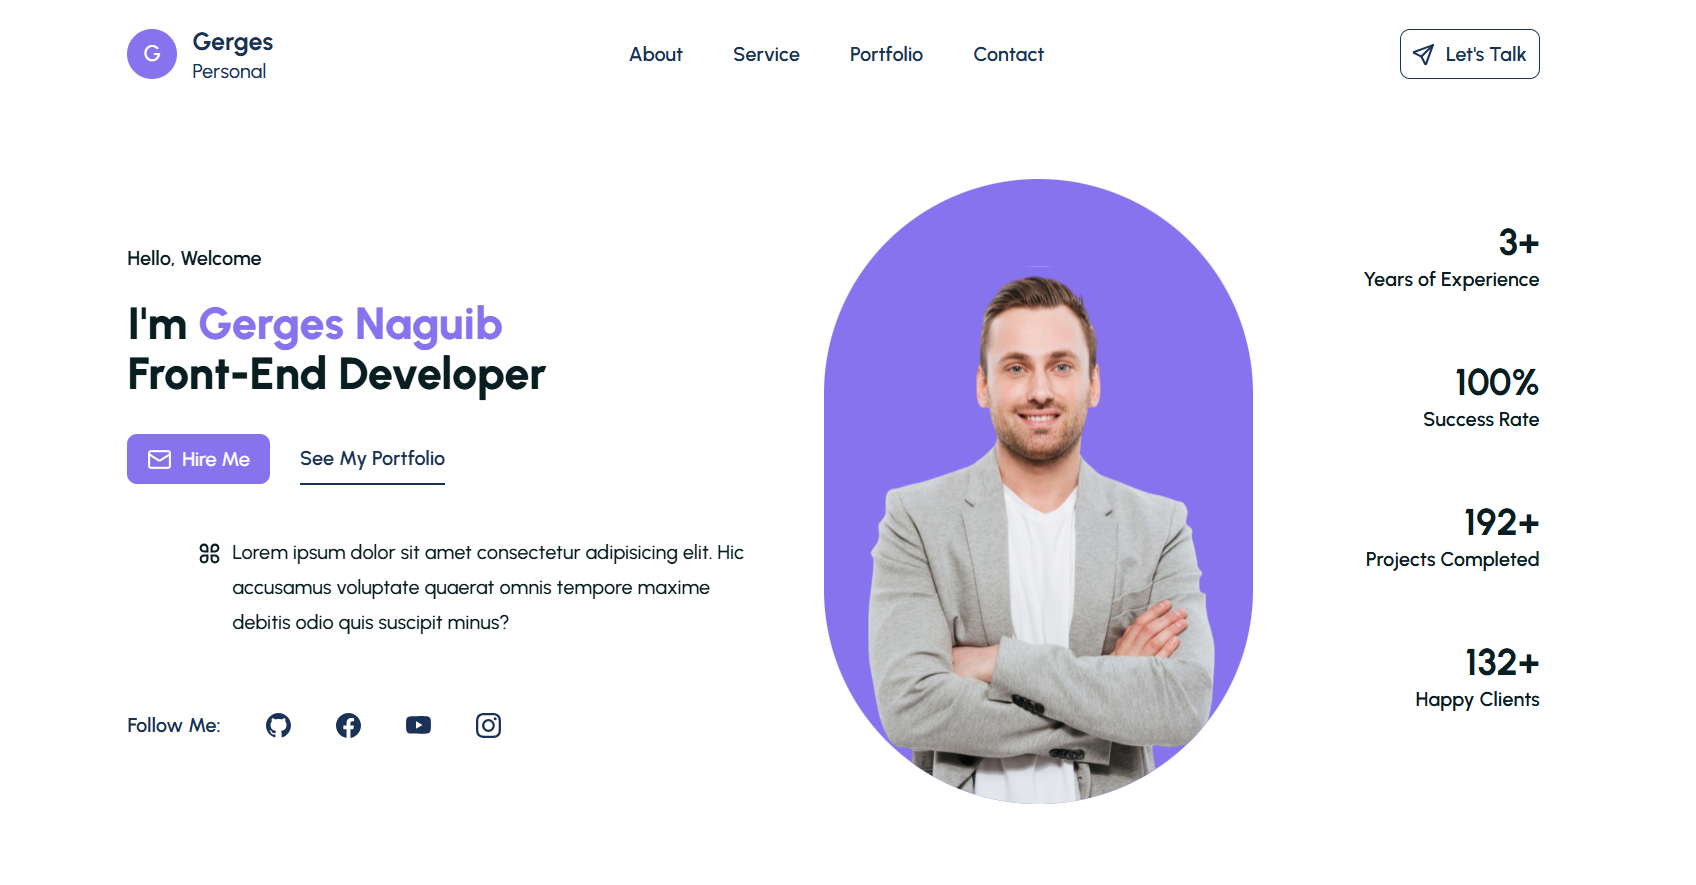 G
Gerges
Personal
About
Service
Portfolio
Contact
Let's Talk
Hello, Welcome
I'm Gerges Naguib
Front-End Developer
Hire Me
See My Portfolio
Lorem ipsum dolor sit amet consectetur adipisicing elit. Hic
accusamus voluptate quaerat omnis tempore maxime
debitis odio quis suscipit minus?
Follow Me:
3+
Years of Experience
100%
Success Rate
192+
Projects Completed
132+
Happy Clients